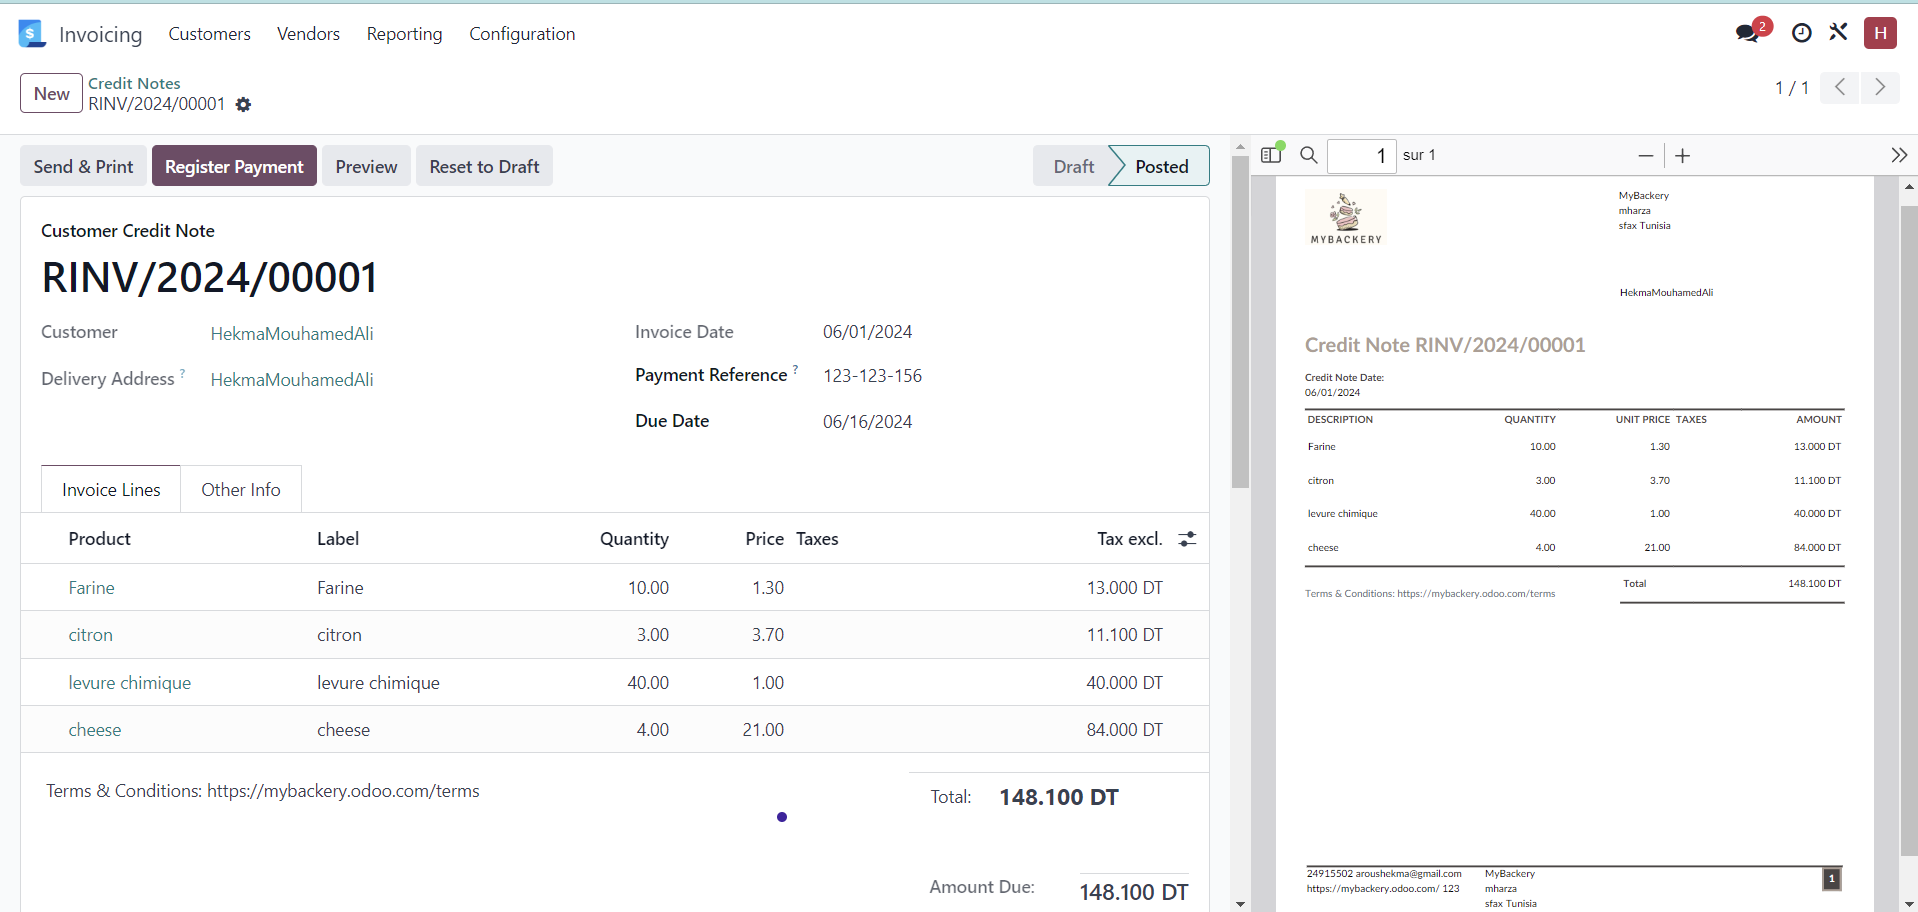 Invoicing Customers Vendors Reporting Configuration
2
H
New
Credit Notes
RINV/2024/00001
1 / 1
Send & Print Register Payment Preview Reset to Draft
Draft Posted
Customer Credit Note
RINV/2024/00001
Customer HekmaMouhamedAli
Delivery Address ? HekmaMouhamedAli
Invoice Date 06/01/2024
Payment Reference ? 123-123-156
Due Date 06/16/2024
Invoice Lines Other Info
Product Label Quantity Price Taxes Tax excl.
Farine Farine 10.00 1.30 13.000 DT
citron citron 3.00 3.70 11.100 DT
levure chimique levure chimique 40.00 1.00 40.000 DT
cheese cheese 4.00 21.00 84.000 DT
Terms & Conditions: https://mybackery.odoo.com/terms
Total: 148.100 DT
Amount Due: 148.100 DT
1 sur 1
MYBACKERY
MyBackery
mharza
sfax Tunisia
HekmaMouhamedAli
Credit Note RINV/2024/00001
Credit Note Date:
06/01/2024
DESCRIPTION QUANTITY UNIT PRICE TAXES AMOUNT
Farine 10.00 1.30 13.000 DT
citron 3.00 3.70 11.100 DT
levure chimique 40.00 1.00 40.000 DT
cheese 4.00 21.00 84.000 DT
Total 148.100 DT
Terms & Conditions: https://mybackery.odoo.com/terms
24915502 aroushekma@gmail.com
https://mybackery.odoo.com/ 123
MyBackery
mharza
sfax Tunisia
1